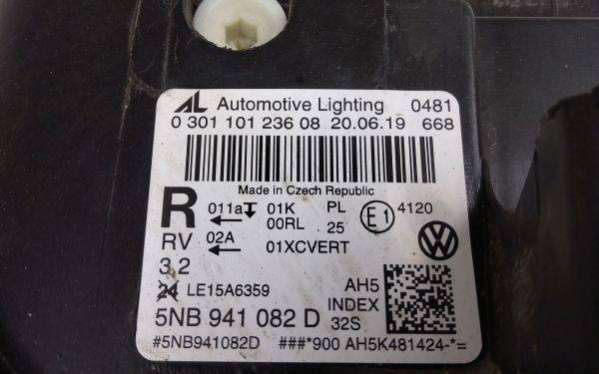 AL Automotive Lighting 0481
0 301 101 236 08 20.06.19 668
Made in Czech Republic
R 011a 01K PL E1 4120
00RL 25
RV 02A 01XCVERT VW
3,2
24 LE15A6359 AH5
INDEX
5NB 941 082 D 32S
#5NB941082D ###*900 AH5K481424-*=